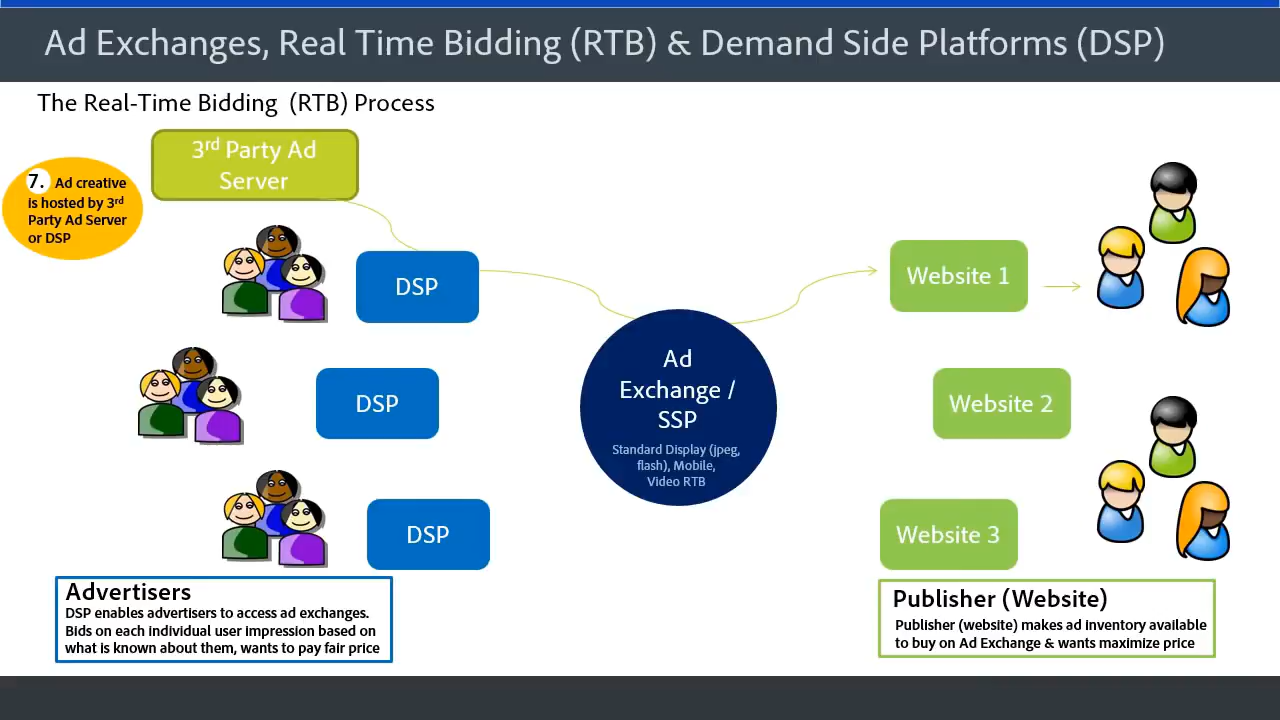 Ad Exchanges, Real Time Bidding (RTB) & Demand Side Platforms (DSP)
The Real-Time Bidding (RTB) Process
3rd Party Ad
Server
7. Ad creative
is hosted by 3rd
Party Ad Server
or DSP
DSP
DSP
DSP
Ad
Exchange /
SSP
Standard Display (jpeg,
flash), Mobile,
Video RTB
Website 1
Website 2
Website 3
Advertisers
DSP enables advertisers to access ad exchanges.
Bids on each individual user impression based on
what is known about them, wants to pay fair price
Publisher (Website)
Publisher (website) makes ad inventory available
to buy on Ad Exchange & wants maximize price